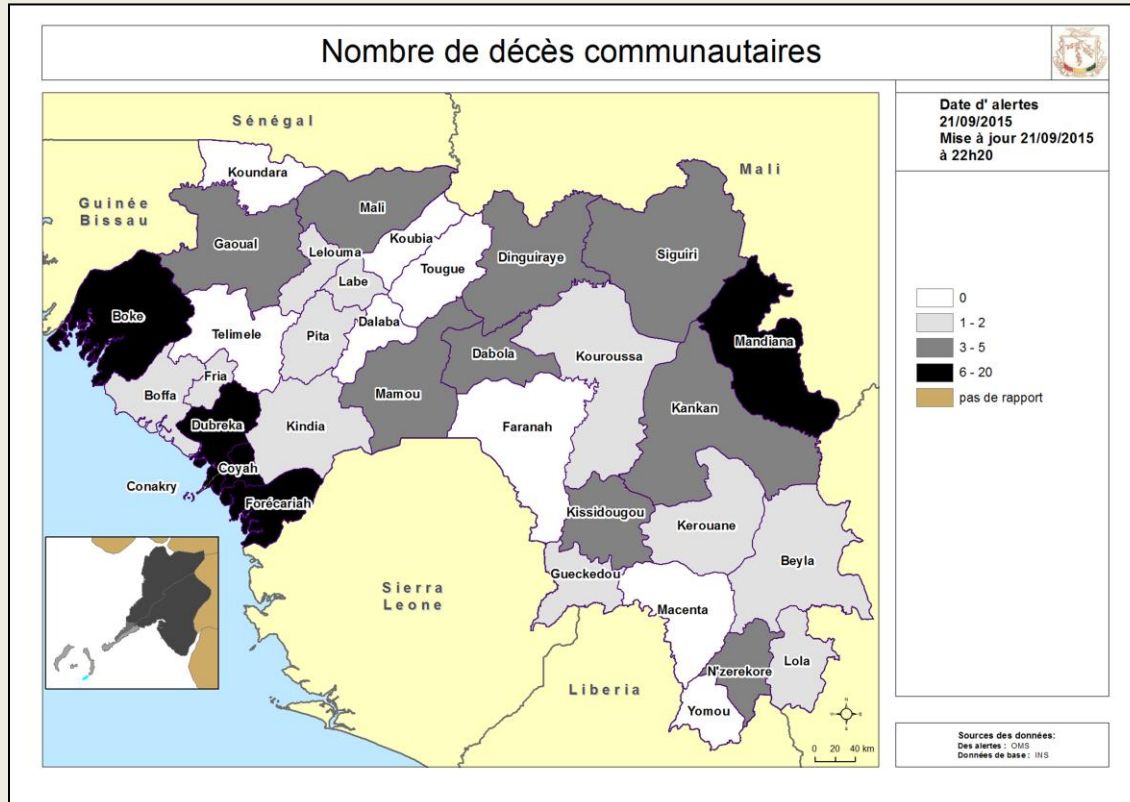 Nombre de décès communautaires
Date d' alertes
21/09/2015
Mise à jour 21/09/2015
à 22h20
Sénégal
Mali
Guinée
Bissau
Koundara
Mali
Gaoual
Koubia
Lelouma
Tougue
Dinguiraye
Siguiri
Labe
Boke
Telimele
Dalaba
Pita
Mandiana
Dabola
Kouroussa
Fria
Boffa
Mamou
Kankan
Dubreka
Kindia
Faranah
Coyah
Conakry
Forécariah
Kissidougou
Kerouane
Beyla
Gueckedou
Sierra
Leone
Macenta
Lola
N'zerekore
Liberia
Yomou
0 20 40 km
0
1 - 2
3 - 5
6 - 20
pas de rapport
Sources des données:
Des alertes : OMS
Données de base : INS